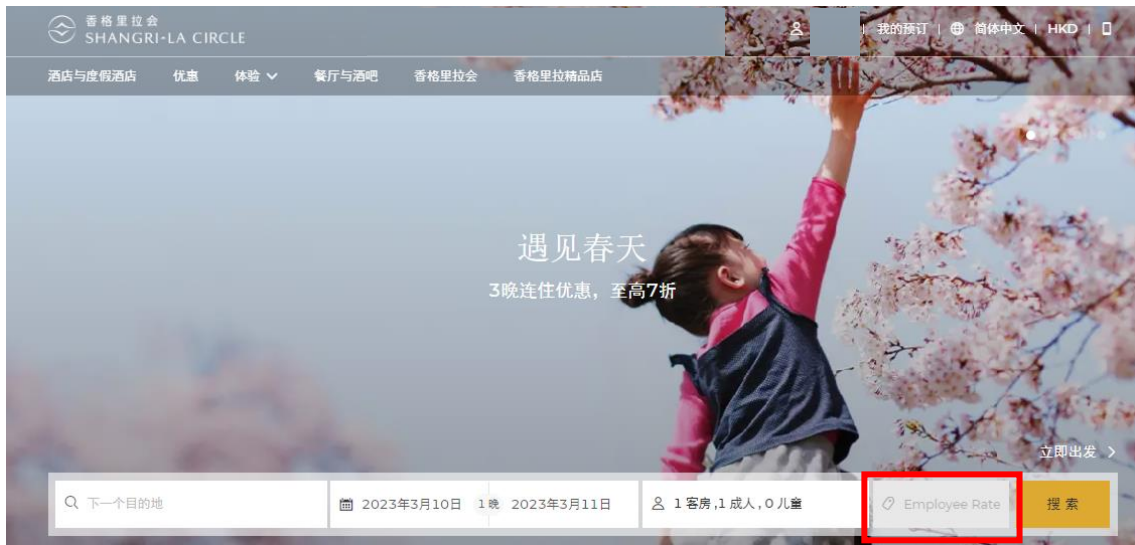 香格里拉会
SHANGRI-LA CIRCLE
我的预订 | 简体中文 | HKD |
酒店与度假酒店 优惠 体验 餐厅与酒吧 香格里拉会 香格里拉精品店
遇见春天
3晚连住优惠，至高7折
立即出发
下一个目的地 2023年3月10日 1晚 2023年3月11日 1 客房 ,1 成人 , 0 儿童 Employee Rate 搜 索